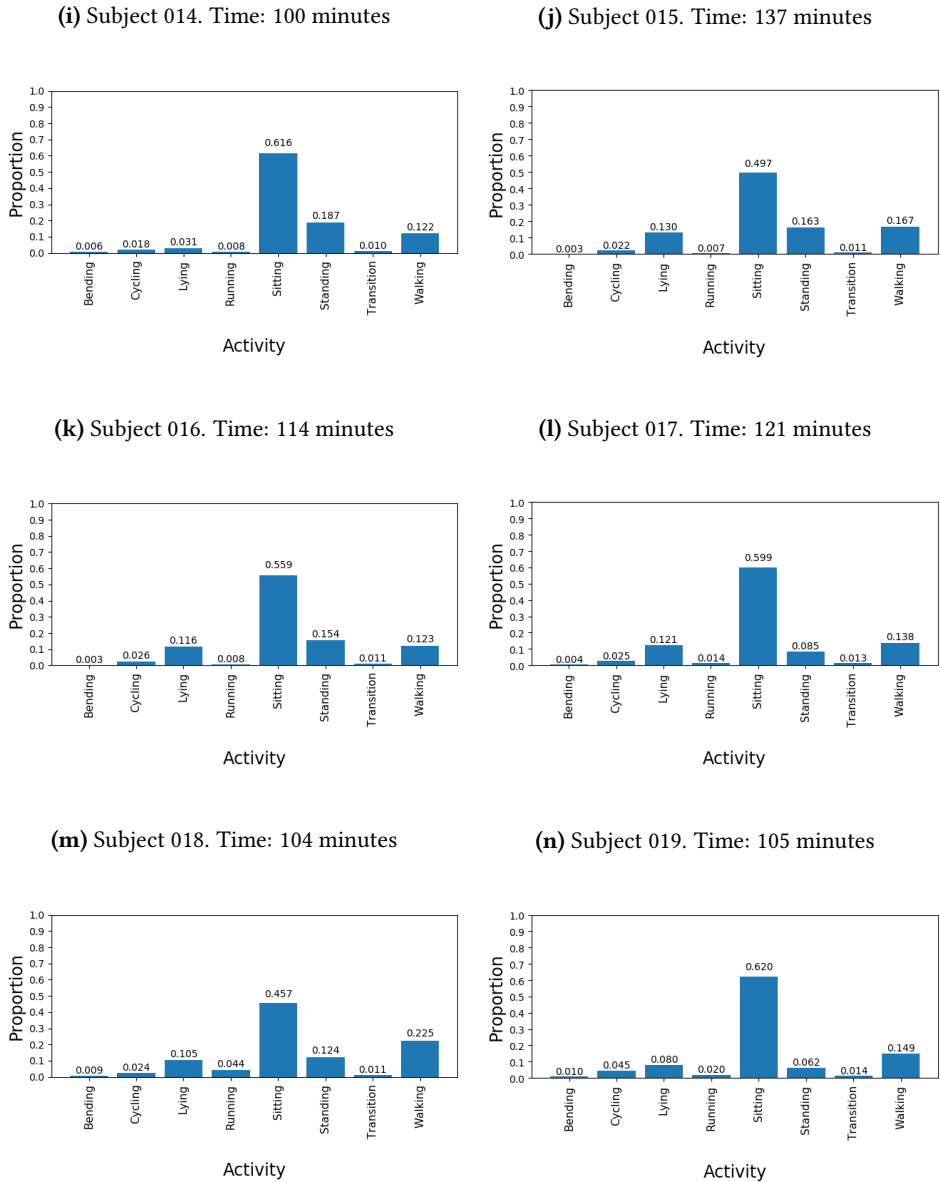 (i) Subject 014. Time: 100 minutes
(j) Subject 015. Time: 137 minutes
1.0
0.9
0.8
0.7
0.6
0.5
0.4
0.3
0.2
0.1
0.0
Proportion
0.006 0.018 0.031 0.008 0.616 0.187 0.010 0.122
Bending Cycling Lying Running Sitting Standing Transition Walking
Activity
1.0
0.9
0.8
0.7
0.6
0.5
0.4
0.3
0.2
0.1
0.0
Proportion
0.003 0.022 0.130 0.007 0.497 0.163 0.011 0.167
Bending Cycling Lying Running Sitting Standing Transition Walking
Activity
(k) Subject 016. Time: 114 minutes
(l) Subject 017. Time: 121 minutes
1.0
0.9
0.8
0.7
0.6
0.5
0.4
0.3
0.2
0.1
0.0
Proportion
0.003 0.026 0.116 0.008 0.559 0.154 0.011 0.123
Bending Cycling Lying Running Sitting Standing Transition Walking
Activity
1.0
0.9
0.8
0.7
0.6
0.5
0.4
0.3
0.2
0.1
0.0
Proportion
0.004 0.025 0.121 0.014 0.599 0.085 0.013 0.138
Bending Cycling Lying Running Sitting Standing Transition Walking
Activity
(m) Subject 018. Time: 104 minutes
(n) Subject 019. Time: 105 minutes
1.0
0.9
0.8
0.7
0.6
0.5
0.4
0.3
0.2
0.1
0.0
Proportion
0.009 0.024 0.105 0.044 0.457 0.124 0.011 0.225
Bending Cycling Lying Running Sitting Standing Transition Walking
Activity
1.0
0.9
0.8
0.7
0.6
0.5
0.4
0.3
0.2
0.1
0.0
Proportion
0.010 0.045 0.080 0.020 0.620 0.062 0.014 0.149
Bending Cycling Lying Running Sitting Standing Transition Walking
Activity